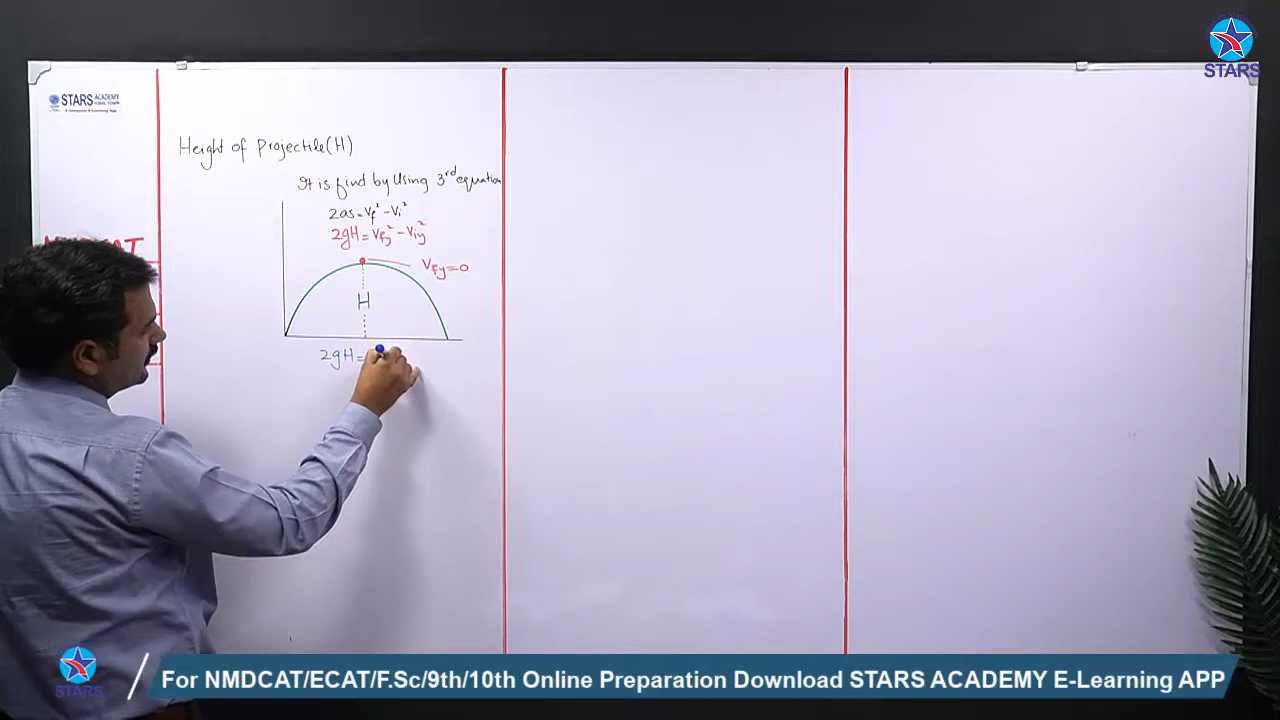 STARS
STARS ACADEMY
Height of Projectile(H)
It is find by Using 3rd equation
2as = Vf² - Vi²
2gH = Vfy² - Viy²
Vfy = 0
H
2gH =
STARS
For NMDCAT/ECAT/F.Sc/9th/10th Online Preparation Download STARS ACADEMY E-Learning APP